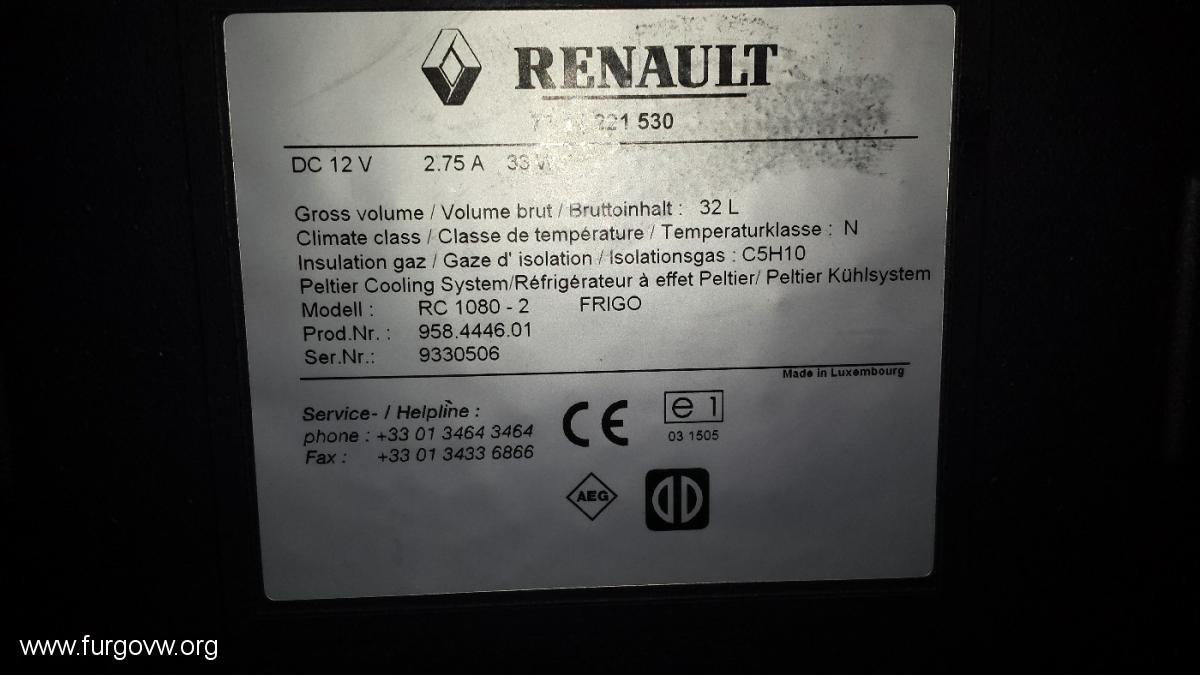 RENAULT
221 530
DC 12 V 2.75 A 33 W
Gross volume / Volume brut / Bruttoinhalt : 32 L
Climate class / Classe de température / Temperaturklasse : N
Insulation gaz / Gaze d' isolation / Isolationsgas : C5H10
Peltier Cooling System/Réfrigérateur à effet Peltier/ Peltier Kühlsystem
Modell : RC 1080 - 2 FRIGO
Prod.Nr. : 958.4446.01
Ser.Nr.: 9330506
Made in Luxembourg
Service- / Helpline :
phone : +33 01 3464 3464
Fax : +33 01 3433 6866
CE
e 1
03 1505
AEG
www.furgovw.org